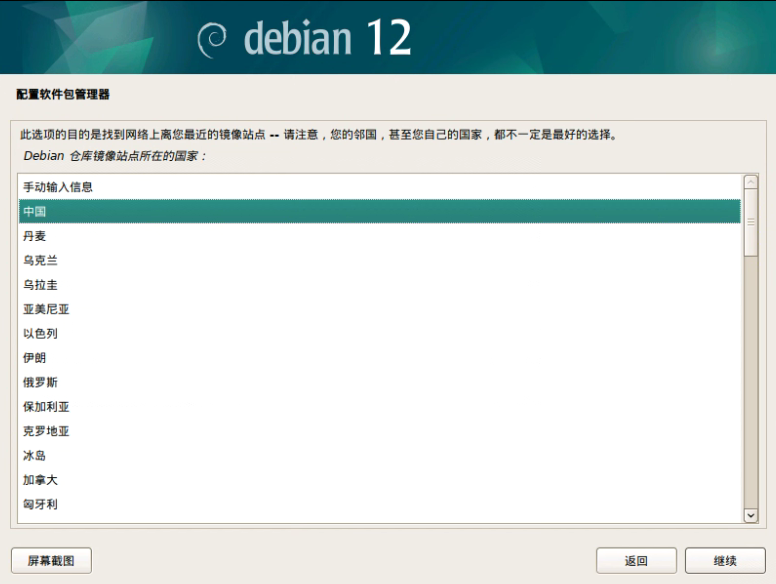 debian 12
配置软件包管理器
此选项的目的是找到网络上离您最近的镜像站点 -- 请注意，您的邻国，甚至您自己的国家，都不一定是最好的选择。
Debian 仓库镜像站点所在的国家：
手动输入信息
中国
丹麦
乌克兰
乌拉圭
亚美尼亚
以色列
伊朗
俄罗斯
保加利亚
克罗地亚
冰岛
加拿大
匈牙利
屏幕截图
返回
继续